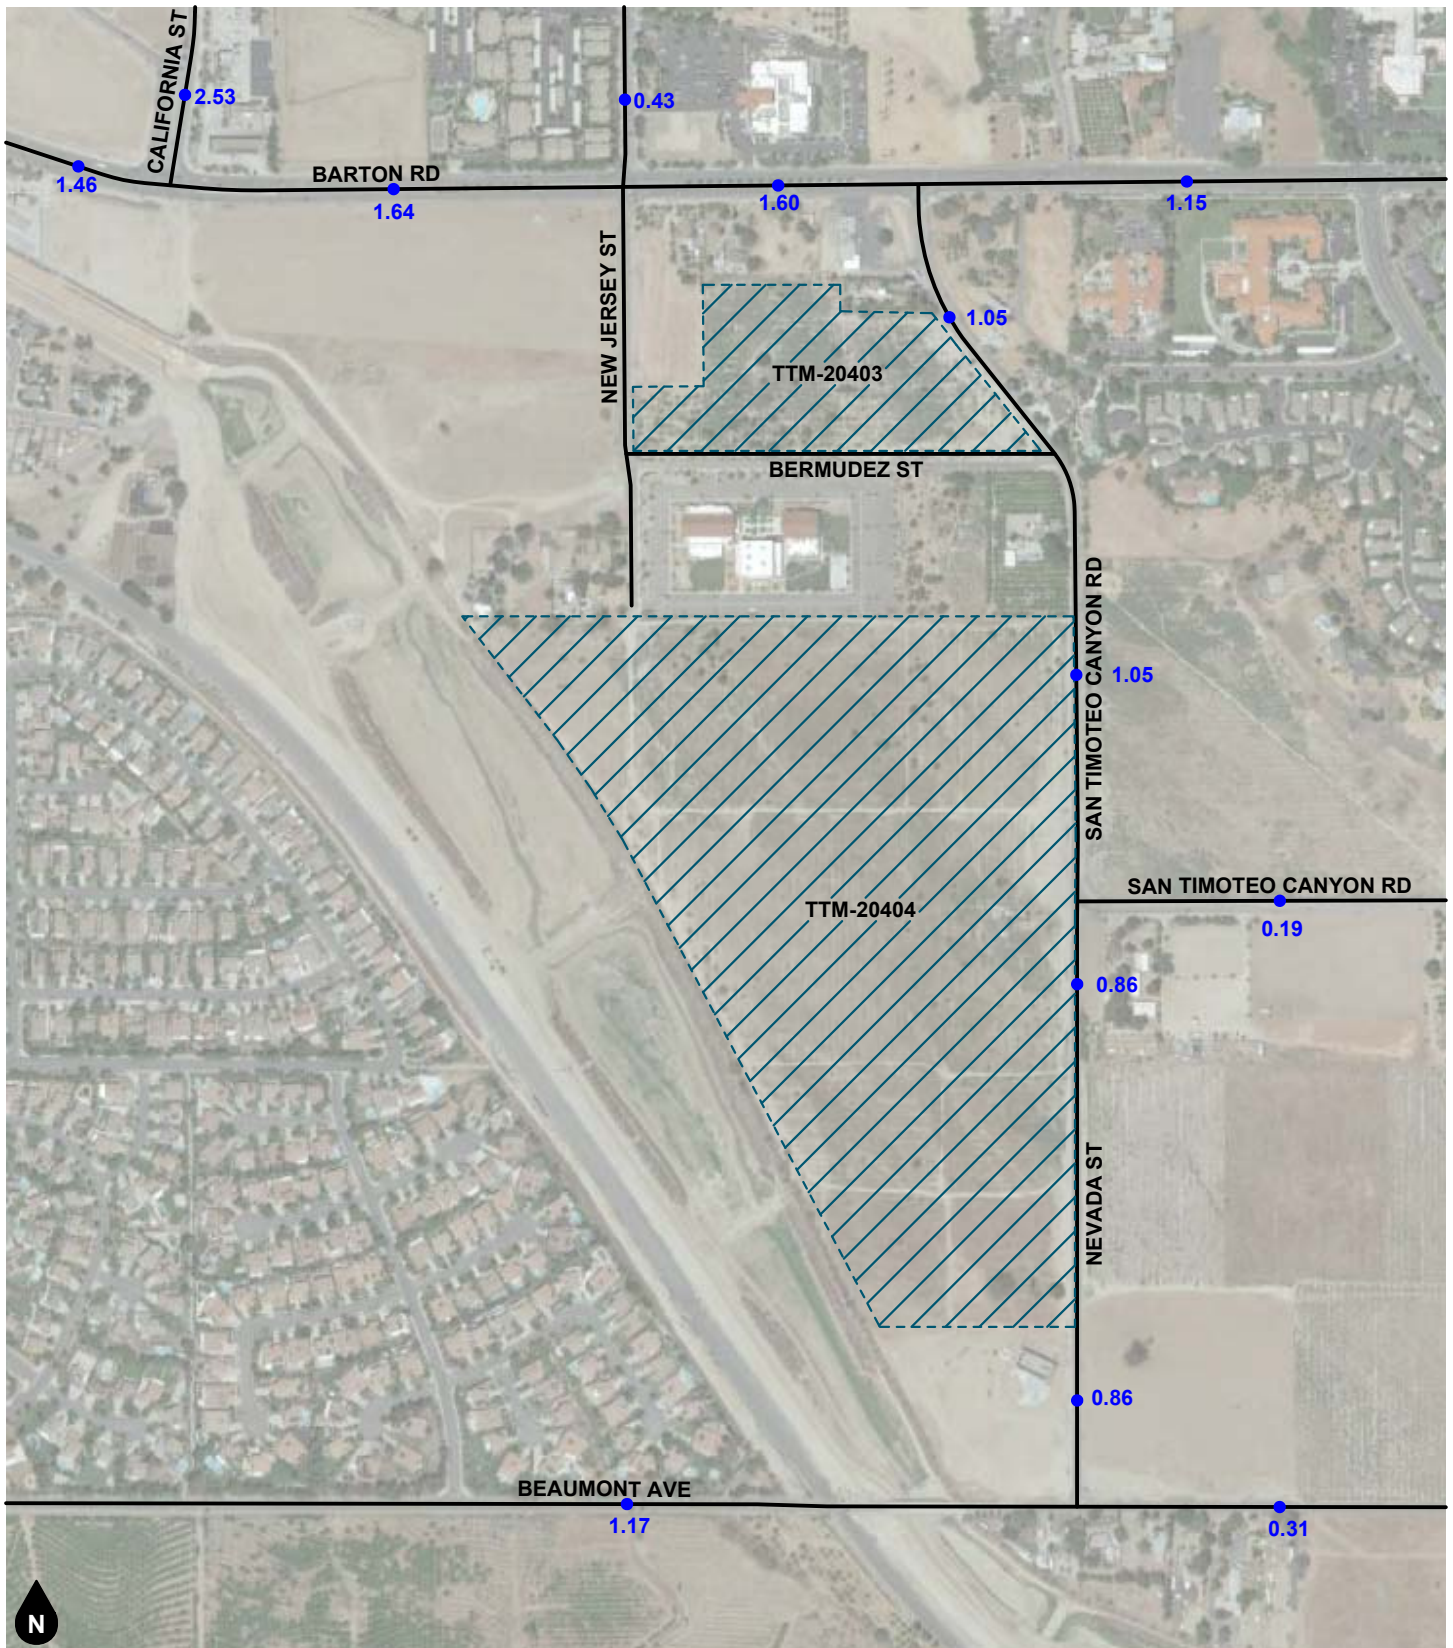 CALIFORNIA ST
2.53
0.43
1.46
BARTON RD
1.64
1.60
1.15
NEW JERSEY ST
1.05
TTM-20403
BERMUDEZ ST
SAN TIMOTEO CANYON RD
1.05
SAN TIMOTEO CANYON RD
TTM-20404
0.19
0.86
NEVADA ST
0.86
BEAUMONT AVE
1.17
0.31
N